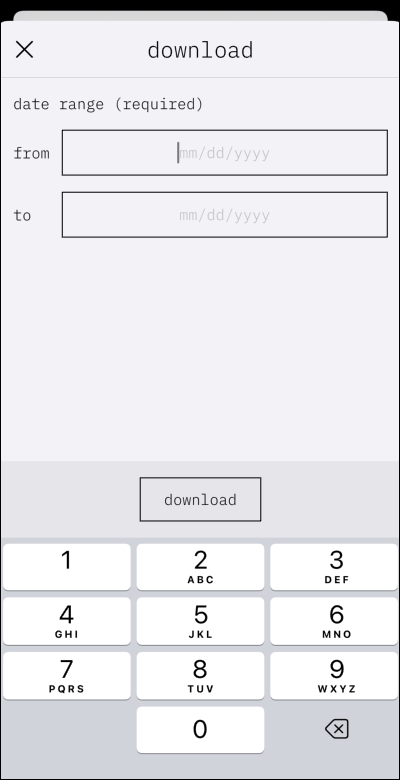 download
date range (required)
from mm/dd/yyyy
to mm/dd/yyyy
download
1 2 3
ABC DEF
4 5 6
GHI JKL MNO
7 8 9
PQRS TUV WXYZ
0